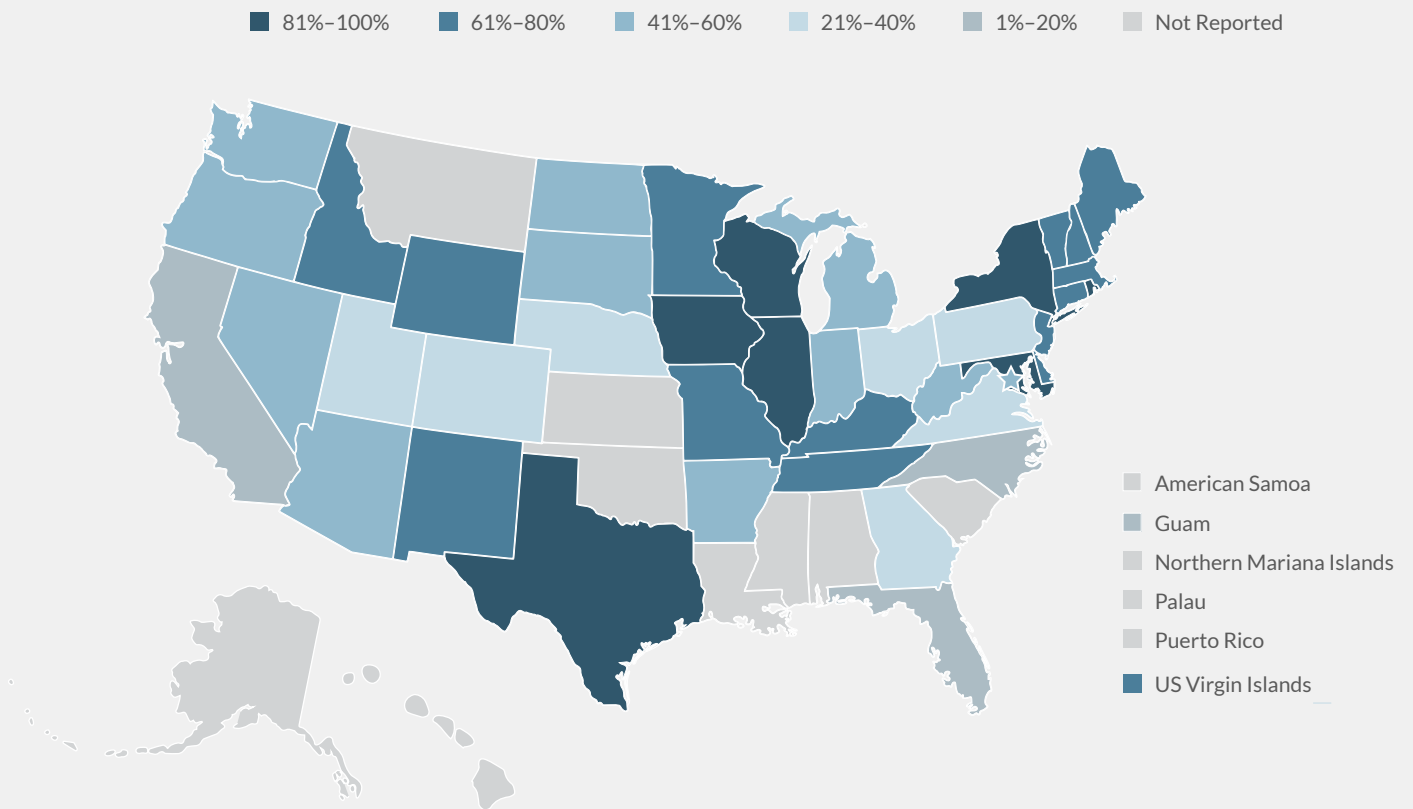 81%–100% 61%–80% 41%–60% 21%–40% 1%–20% Not Reported
American Samoa
Guam
Northern Mariana Islands
Palau
Puerto Rico
US Virgin Islands